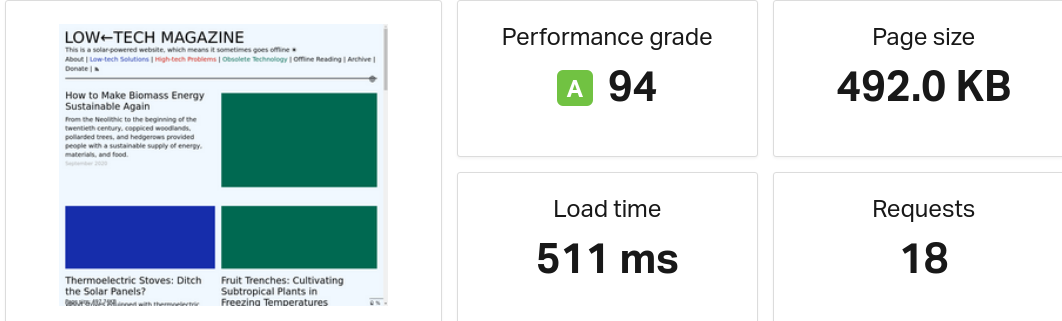 LOW←TECH MAGAZINE
This is a solar-powered website, which means it sometimes goes offline ☀
About | Low-tech Solutions | High-tech Problems | Obsolete Technology | Offline Reading | Archive |
Donate |
How to Make Biomass Energy
Sustainable Again
From the Neolithic to the beginning of the
twentieth century, coppiced woodlands,
pollarded trees, and hedgerows provided
people with a sustainable supply of energy,
materials, and food.
September 2020
Thermoelectric Stoves: Ditch
the Solar Panels?
equipped with thermoelectric
Fruit Trenches: Cultivating
Subtropical Plants in
Freezing Temperatures
Performance grade
A 94
Page size
492.0 KB
Load time
511 ms
Requests
18